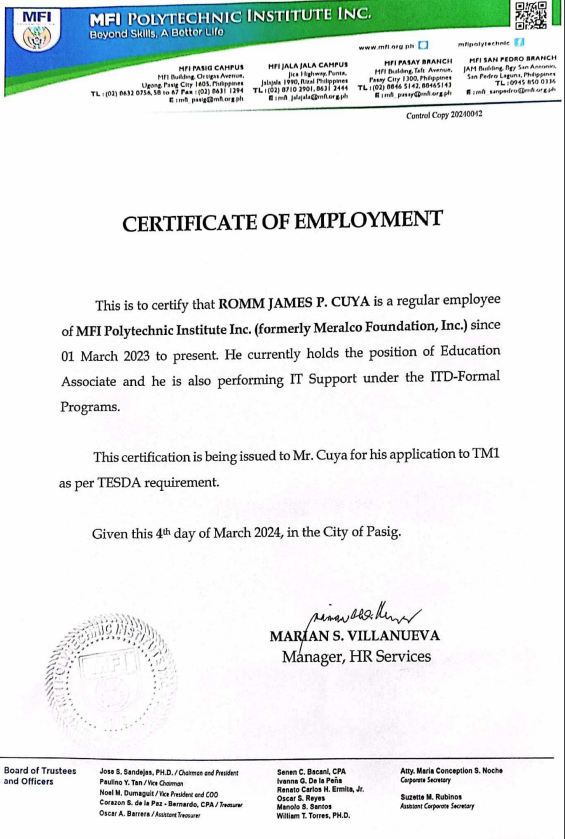 MFI
MFI POLYTECHNIC INSTITUTE INC.
Beyond Skills, A Better Life
www.mfi.org.ph
mfipolytechnic
MFI PASIG CAMPUS
MFI Building, Ortigas Avenue,
Ugong, Pasig City 1605, Philippines
TL : (02) 8632 0756, 58 to 67 Fax : (02) 8631 1294
E : mfi_pasig@mfi.org.ph
MFI JALA JALA CAMPUS
Jica Highway, Punta,
Jalajala 1990, Rizal Philippines
TL : (02) 8710 2901, 8631 2444
E : mfi_jalajala@mfi.org.ph
MFI PASAY BRANCH
MFI Building, Taft Avenue,
Pasay City 1300, Philippines
TL : (02) 8846 5142, 88465143
E : mfi_pasay@mfi.org.ph
MFI SAN PEDRO BRANCH
JAM Building, Bgy San Antonio,
San Pedro Laguna, Philippines
TL : 0945 850 0336
E : mfi_sanpedro@mfi.org.ph
Control Copy 20240042
CERTIFICATE OF EMPLOYMENT
This is to certify that ROMM JAMES P. CUYA is a regular employee
of MFI Polytechnic Institute Inc. (formerly Meralco Foundation, Inc.) since
01 March 2023 to present. He currently holds the position of Education
Associate and he is also performing IT Support under the ITD-Formal
Programs.
This certification is being issued to Mr. Cuya for his application to TM1
as per TESDA requirement.
Given this 4th day of March 2024, in the City of Pasig.
MARIAN S. VILLANUEVA
Manager, HR Services
MFI
Board of Trustees
and Officers
Jose S. Sandejas, PH.D. / Chairman and President
Paulino Y. Tan / Vice Chairman
Noel M. Dumaguit / Vice President and COO
Corazon S. de la Paz - Bernardo, CPA / Treasurer
Oscar A. Barrera / Assistant Treasurer
Senen C. Bacani, CPA
Ivanna G. De la Peña
Renato Carlos H. Ermita, Jr.
Oscar S. Reyes
Manolo S. Santos
William T. Torres, PH.D.
Atty. Maria Conception S. Noche
Corporate Secretary
Suzette M. Rubinos
Assistant Corporate Secretary